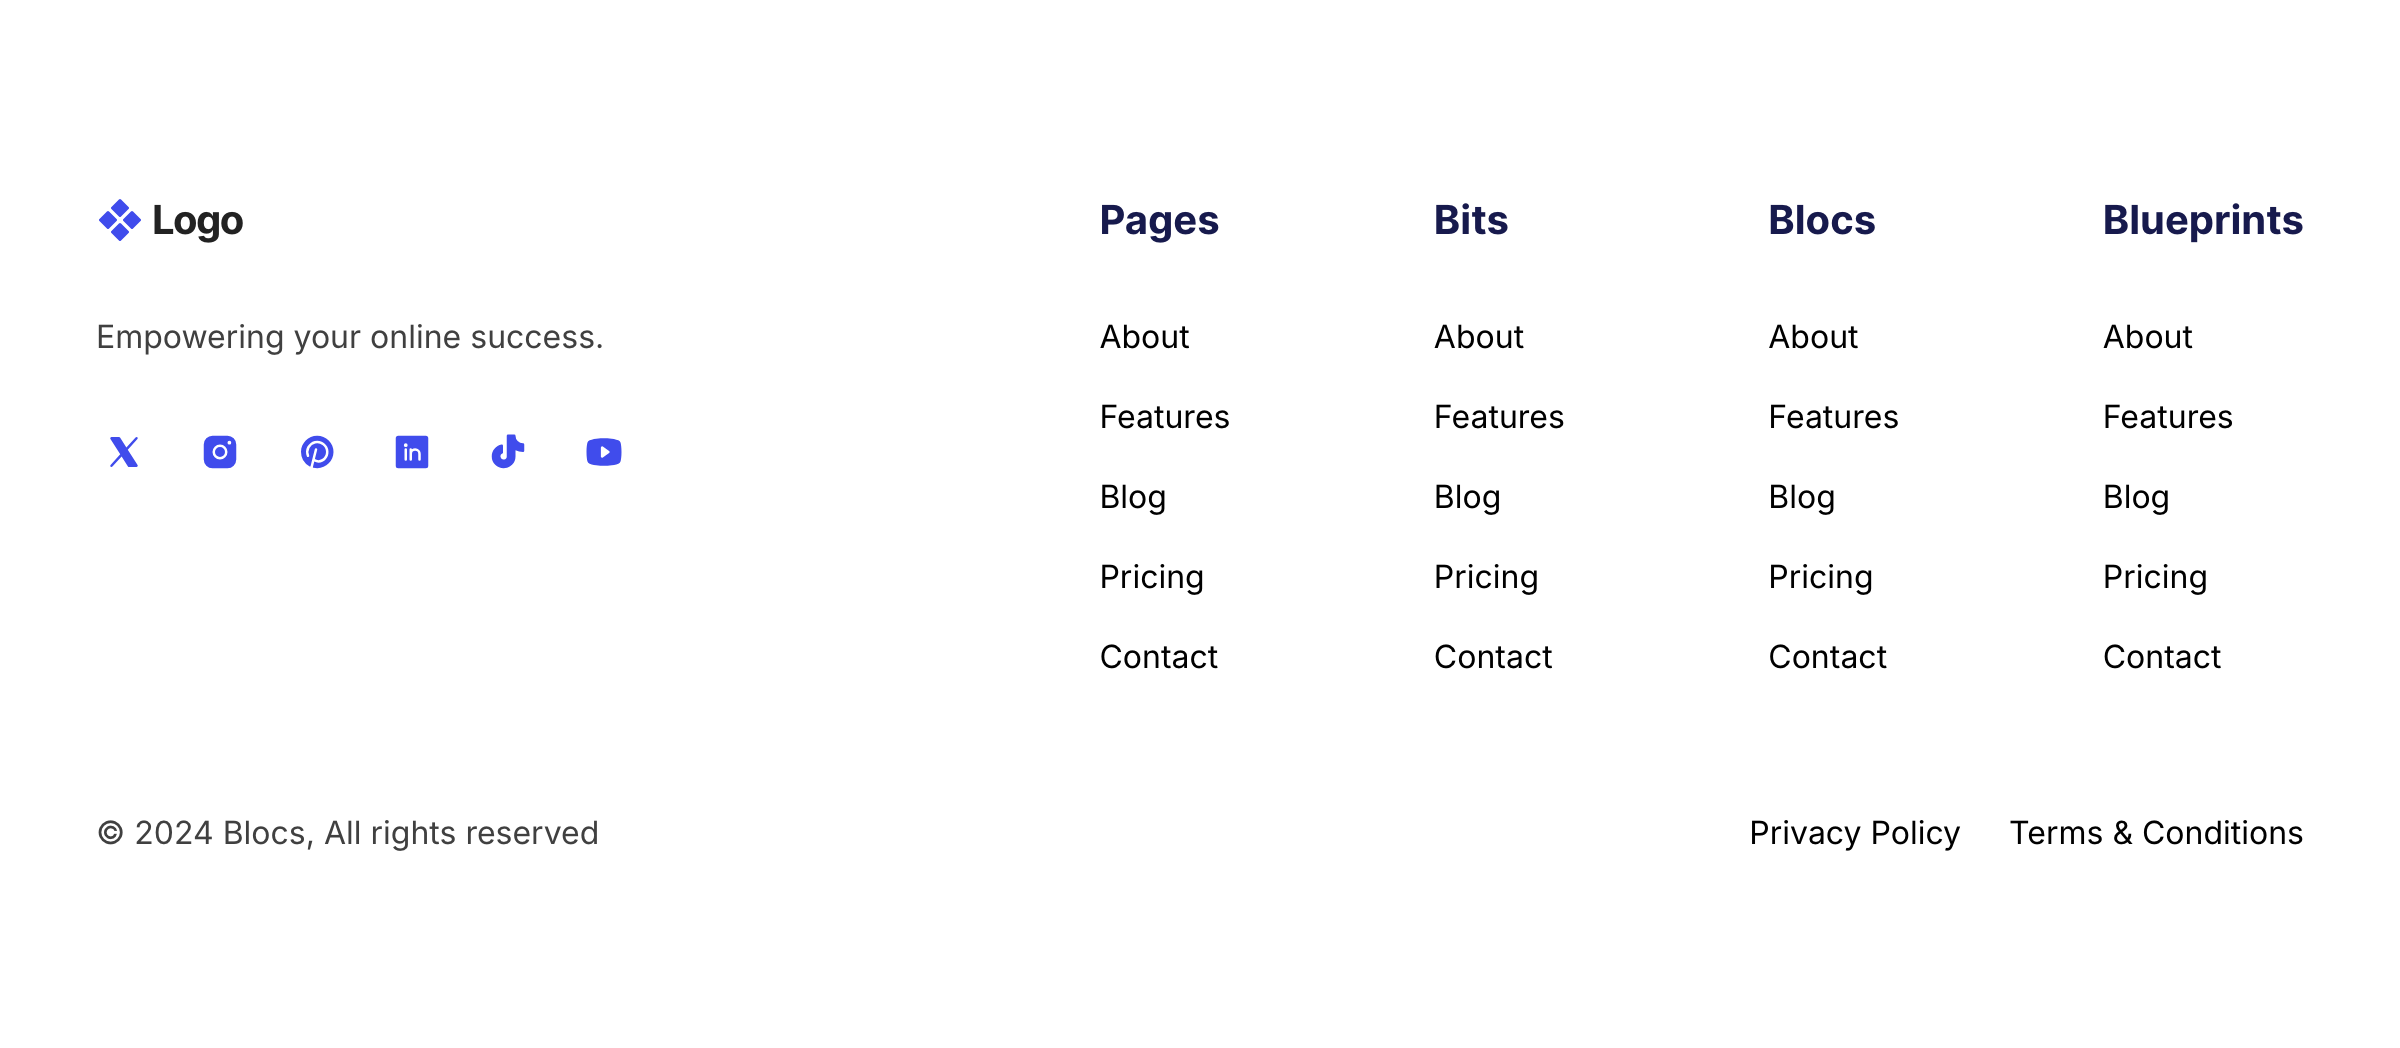 Logo
Empowering your online success.
Pages
About
Features
Blog
Pricing
Contact
Bits
About
Features
Blog
Pricing
Contact
Blocs
About
Features
Blog
Pricing
Contact
Blueprints
About
Features
Blog
Pricing
Contact
© 2024 Blocs, All rights reserved
Privacy Policy
Terms & Conditions